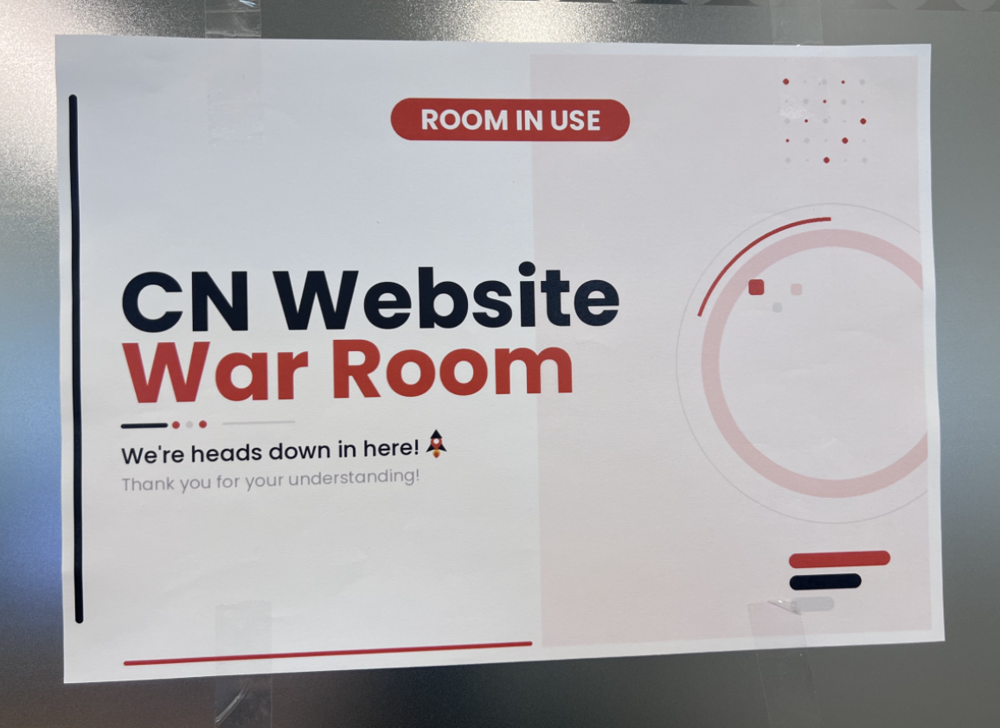 ROOM IN USE
CN Website
War Room
We're heads down in here! 🚀
Thank you for your understanding!